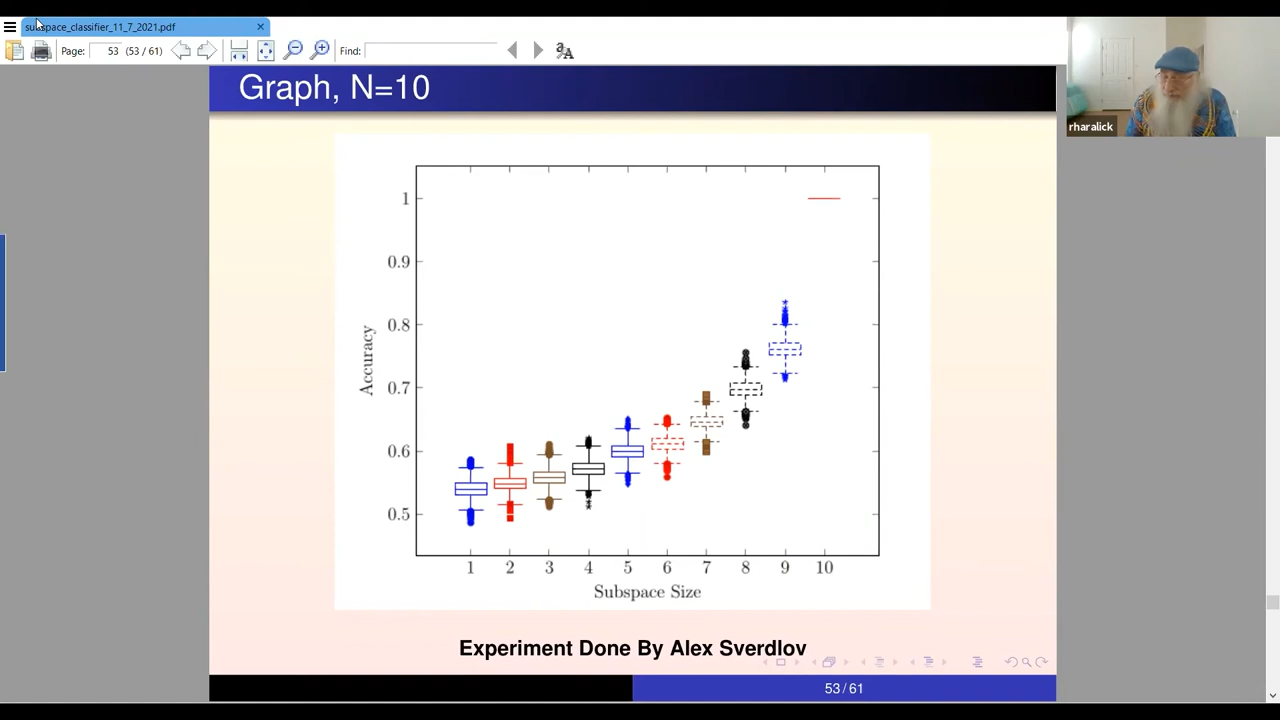 subspace_classifier_11_7_2021.pdf
Page: 53 (53 / 61) Find:
Graph, N=10
rharalick
1
0.9
0.8
0.7
0.6
0.5
Accuracy
1 2 3 4 5 6 7 8 9 10
Subspace Size
Experiment Done By Alex Sverdlov
53 / 61